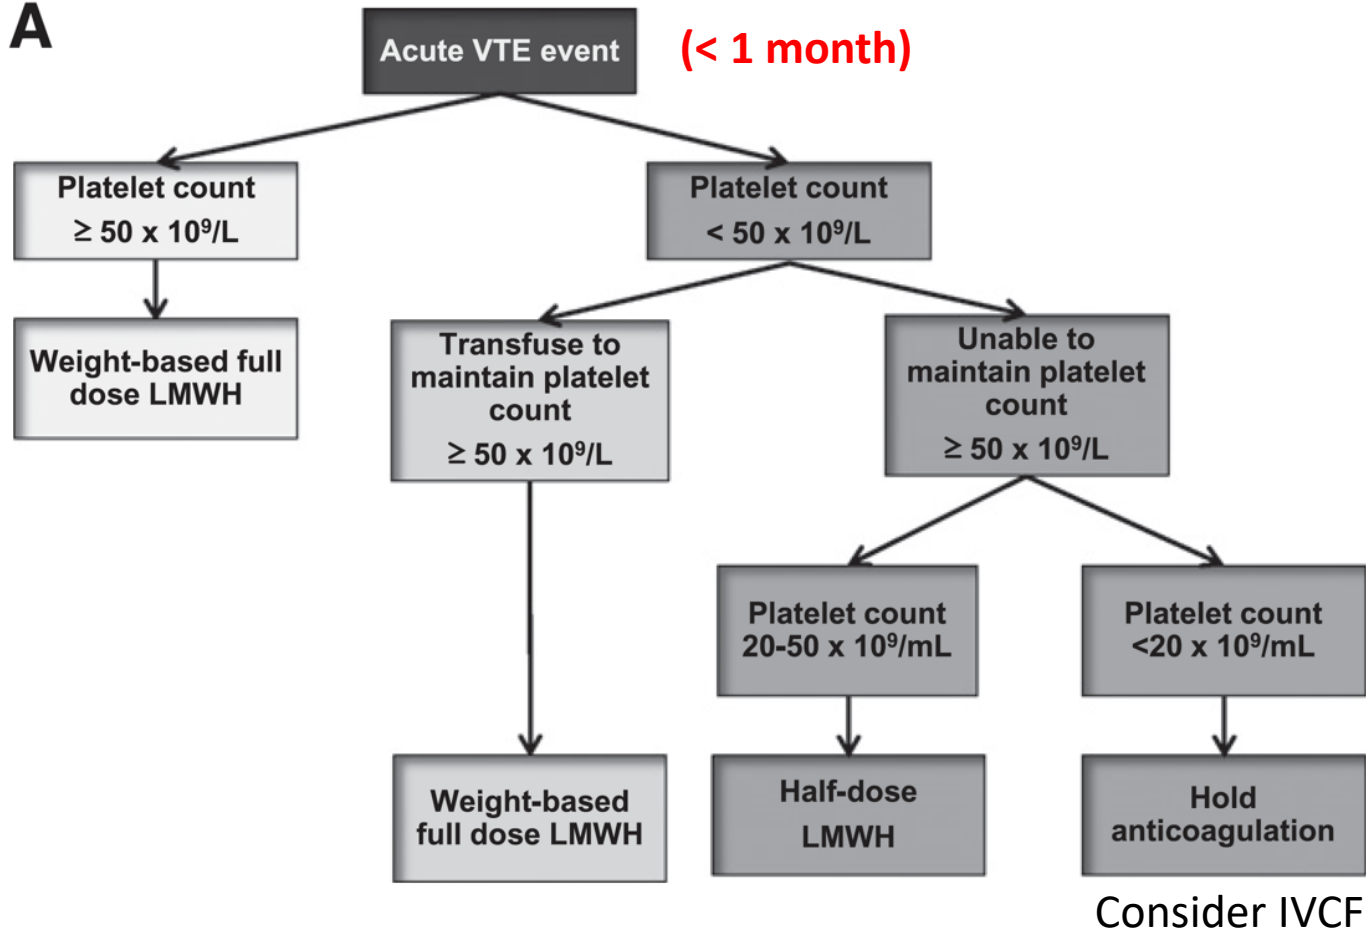 A
Acute VTE event
(< 1 month)
Platelet count
≥ 50 x 10⁹/L
Platelet count
< 50 x 10⁹/L
Weight-based full
dose LMWH
Transfuse to
maintain platelet
count
≥ 50 x 10⁹/L
Unable to
maintain platelet
count
≥ 50 x 10⁹/L
Platelet count
20-50 x 10⁹/mL
Platelet count
<20 x 10⁹/mL
Weight-based
full dose LMWH
Half-dose
LMWH
Hold
anticoagulation
Consider IVCF